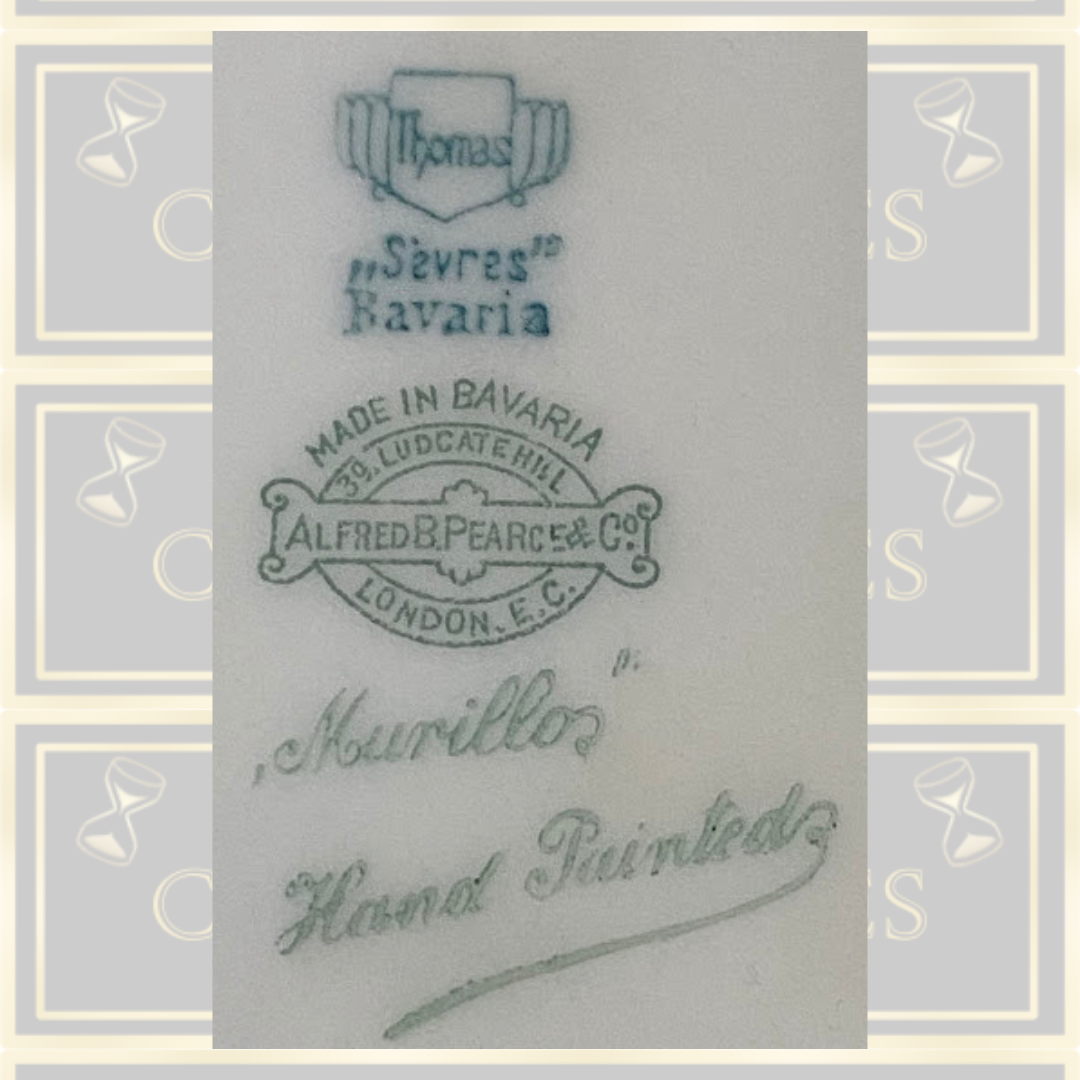 Thomas
„Sèvres”
Bavaria
MADE IN BAVARIA
39, LUDGATE HILL
ALFRED B. PEARCE & Co.
LONDON, E.C.
„Murillo”
Hand Painted